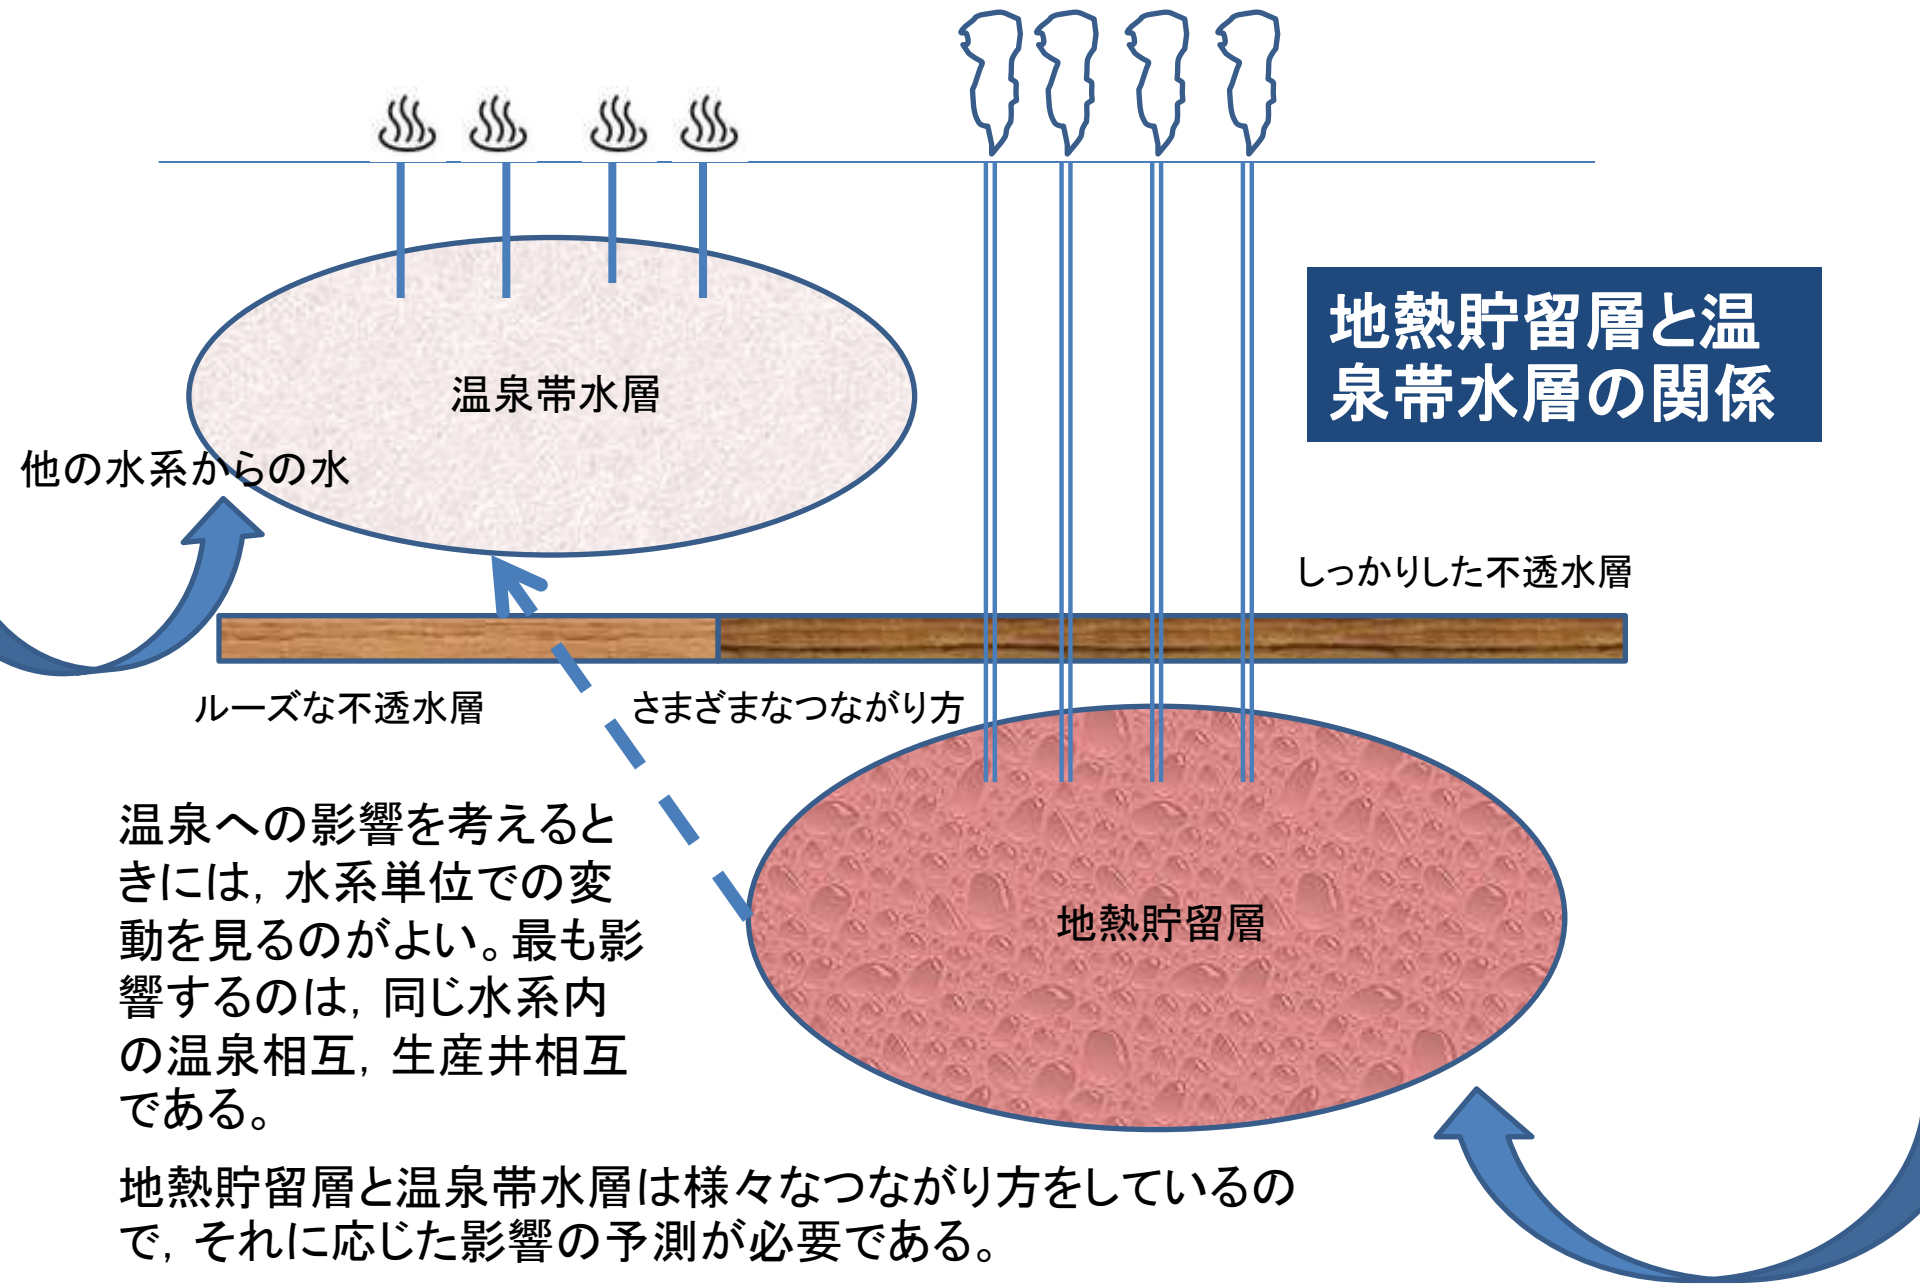 地熱貯留層と温
泉帯水層の関係
温泉帯水層
他の水系からの水
しっかりした不透水層
ルーズな不透水層
さまざまなつながり方
地熱貯留層
温泉への影響を考えると
きには，水系単位での変
動を見るのがよい。最も影
響するのは，同じ水系内
の温泉相互，生産井相互
である。
地熱貯留層と温泉帯水層は様々なつながり方をしているの
で，それに応じた影響の予測が必要である。